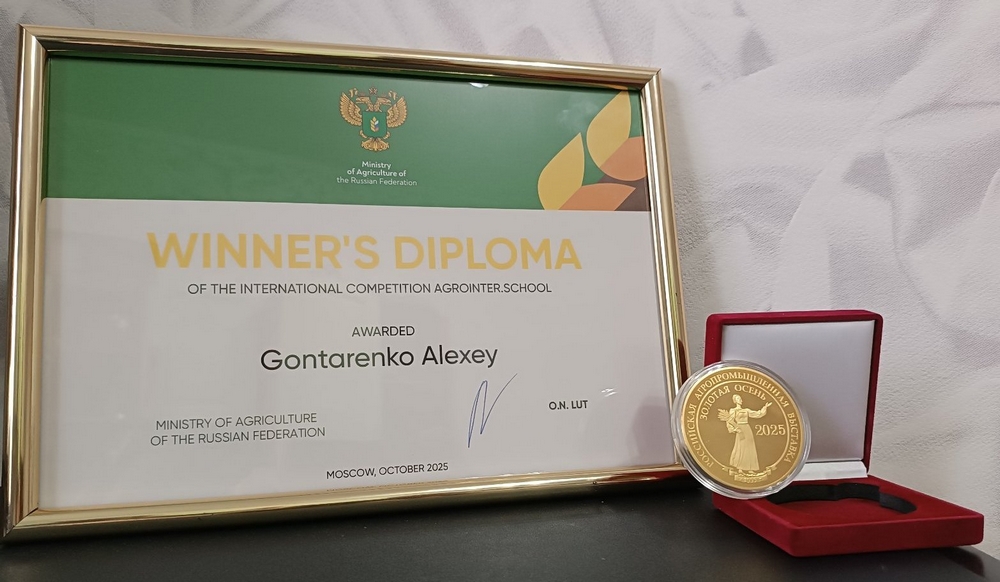 Ministry
of Agriculture of
the Russian Federation
WINNER'S DIPLOMA
OF THE INTERNATIONAL COMPETITION AGROINTER.SCHOOL
AWARDED
Gontarenko Alexey
MINISTRY OF AGRICULTURE
OF THE RUSSIAN FEDERATION
O.N. LUT
MOSCOW, OCTOBER 2025
РОССИЙСКАЯ АГРОПРОМЫШЛЕННАЯ ВЫСТАВКА
ЗОЛОТАЯ ОСЕНЬ
2025